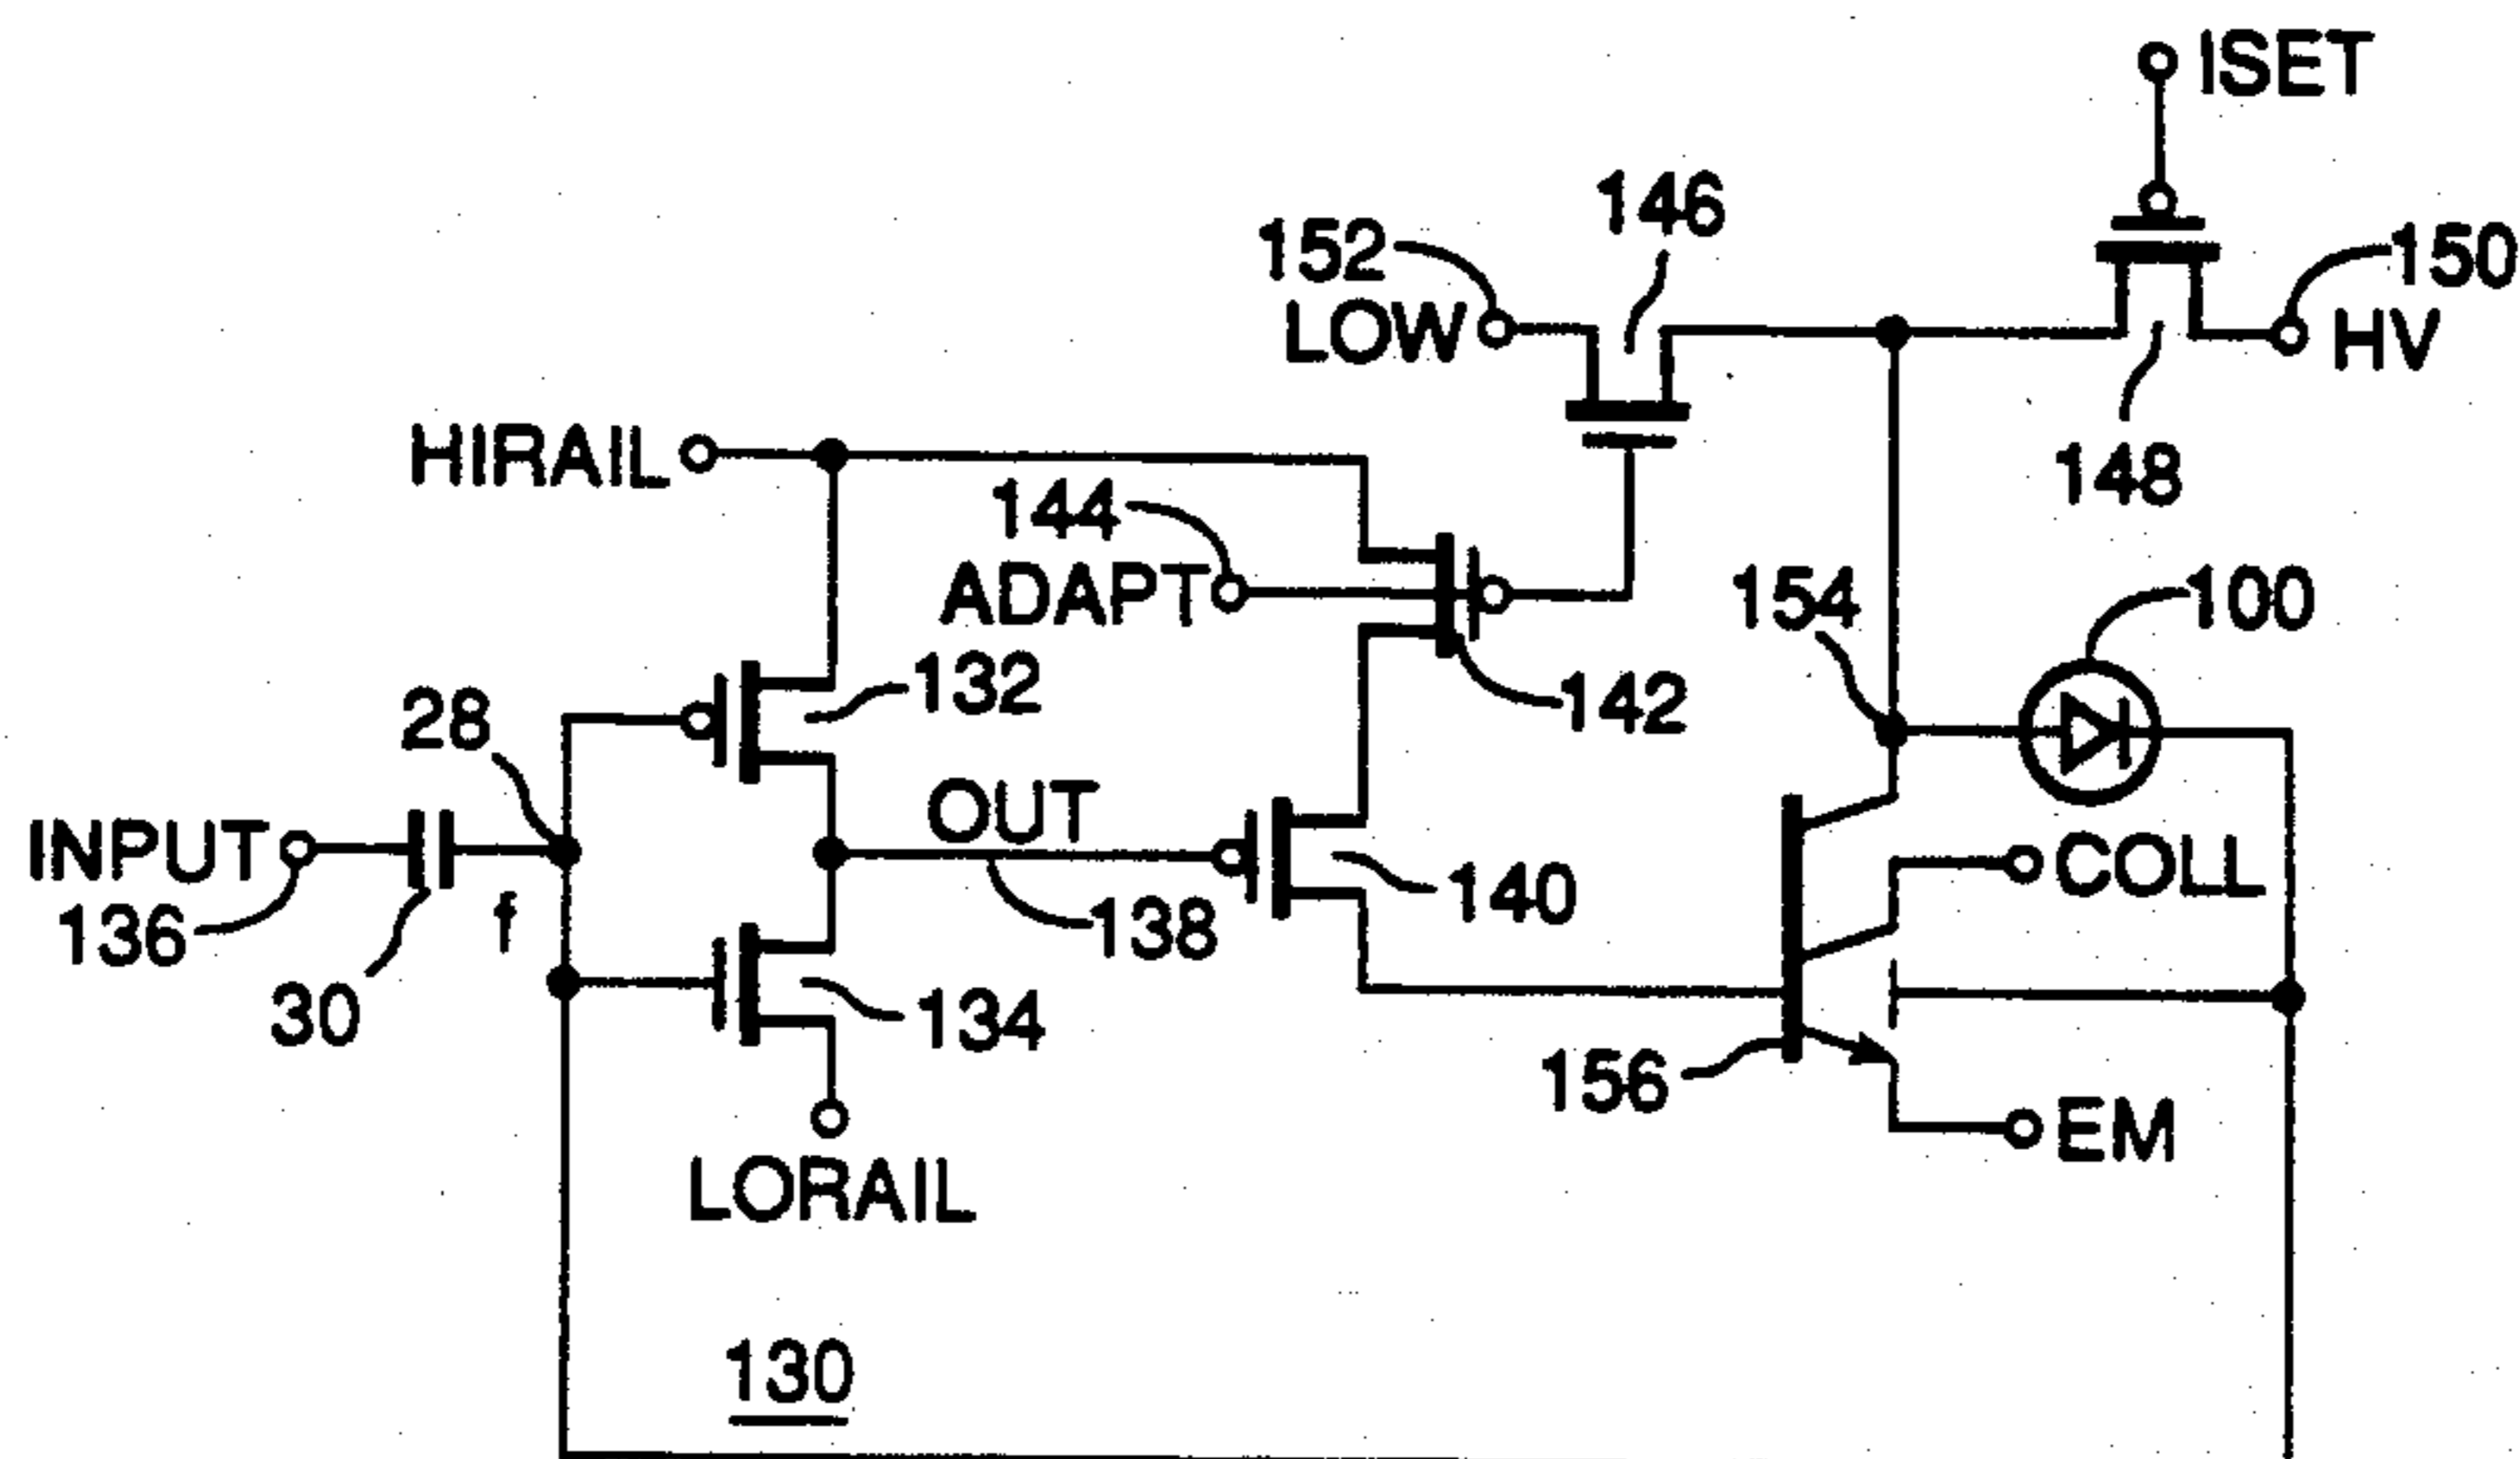 ISET
146
152
150
LOW
HV
148
HIRAIL
144
ADAPT
154
100
132
28
142
OUT
INPUT
COLL
140
136
f
138
30
134
156
EM
LORAIL
130